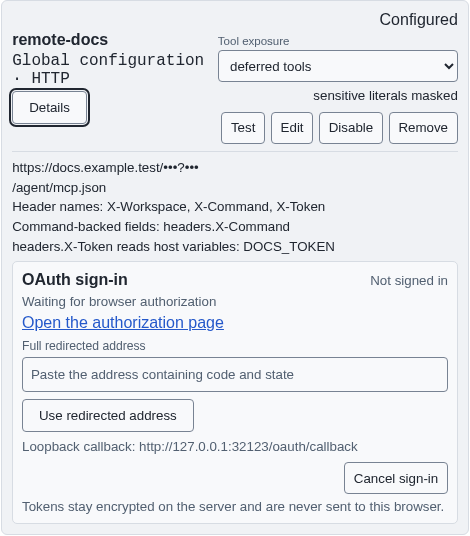 Configured
remote-docs
Global configuration
· HTTP
Tool exposure
deferred tools
Details
sensitive literals masked
Test
Edit
Disable
Remove
https://docs.example.test/•••?•••
/agent/mcp.json
Header names: X-Workspace, X-Command, X-Token
Command-backed fields: headers.X-Command
headers.X-Token reads host variables: DOCS_TOKEN
OAuth sign-in
Not signed in
Waiting for browser authorization
Open the authorization page
Full redirected address
Paste the address containing code and state
Use redirected address
Loopback callback: http://127.0.0.1:32123/oauth/callback
Cancel sign-in
Tokens stay encrypted on the server and are never sent to this browser.